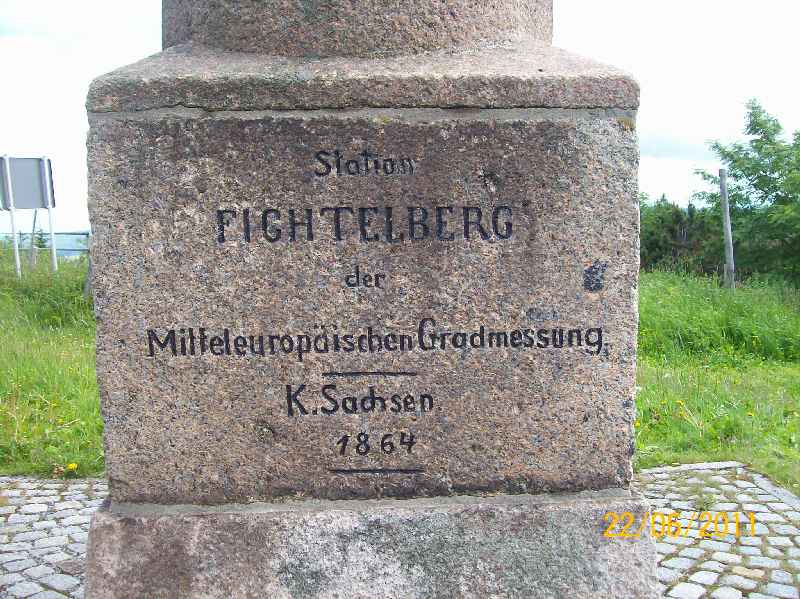 Station
FICHTELBERG
der
Mitteleuropäischen Gradmessung.
K. Sachsen
1864
22/06/2011